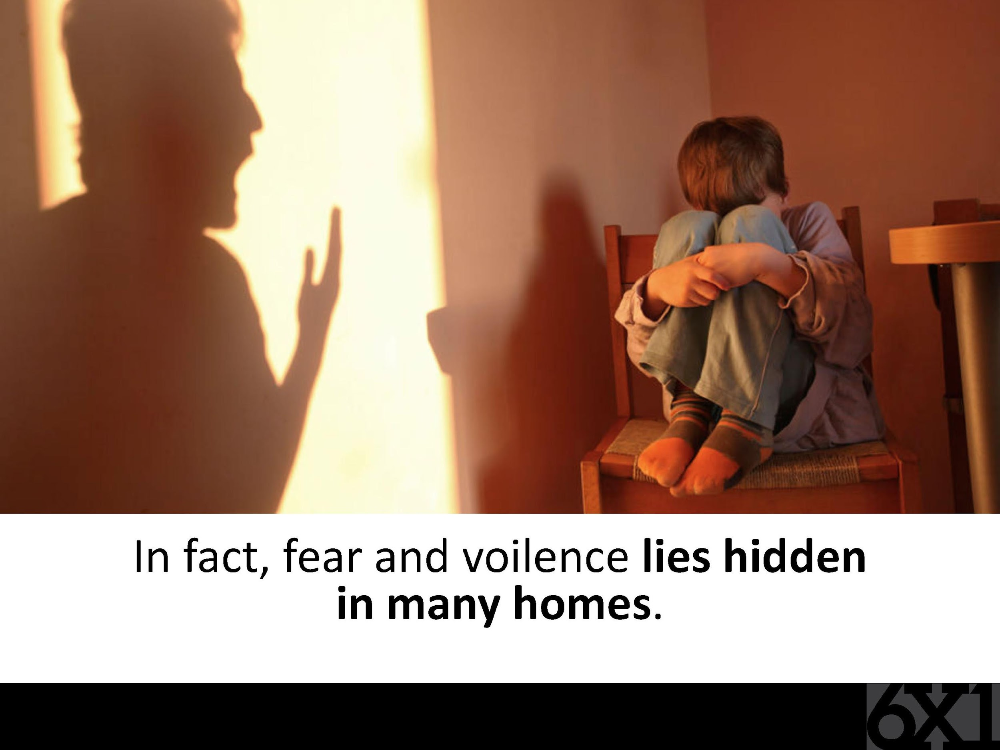 In fact, fear and voilence lies hidden
in many homes.
6X1